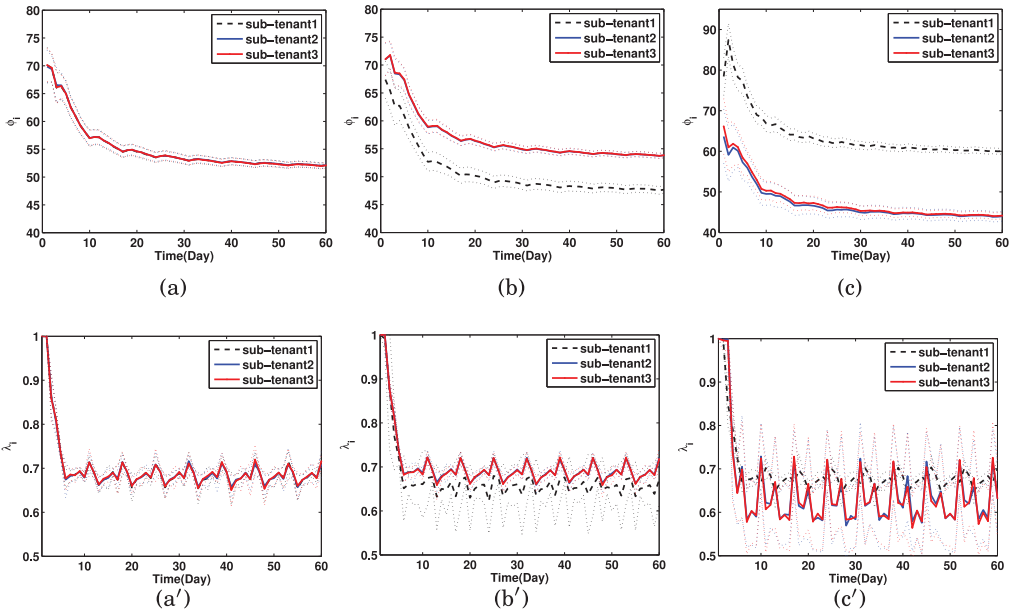 80
75
70
65
60
55
50
45
40
ϕi
0 10 20 30 40 50 60
Time(Day)
sub−tenant1
sub−tenant2
sub−tenant3
(a)
80
75
70
65
60
55
50
45
40
ϕi
0 10 20 30 40 50 60
Time(Day)
sub−tenant1
sub−tenant2
sub−tenant3
(b)
90
80
70
60
50
40
ϕi
0 10 20 30 40 50 60
Time(Day)
sub−tenant1
sub−tenant2
sub−tenant3
(c)
1
0.9
0.8
0.7
0.6
0.5
λi
10 20 30 40 50 60
Time(Day)
sub−tenant1
sub−tenant2
sub−tenant3
(a′)
1
0.9
0.8
0.7
0.6
0.5
λi
10 20 30 40 50 60
Time(Day)
sub−tenant1
sub−tenant2
sub−tenant3
(b′)
1
0.9
0.8
0.7
0.6
0.5
λi
10 20 30 40 50 60
Time(Day)
sub−tenant1
sub−tenant2
sub−tenant3
(c′)